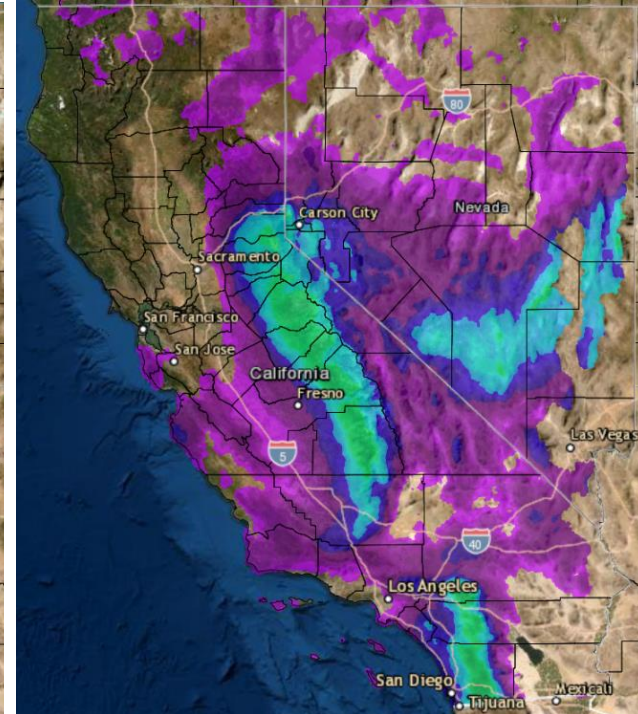 80
Carson City
Nevada
Sacramento
San Francisco
San Jose
California
Fresno
Las Vegas
5
40
Los Angeles
San Diego
Mexicali
Tijuana